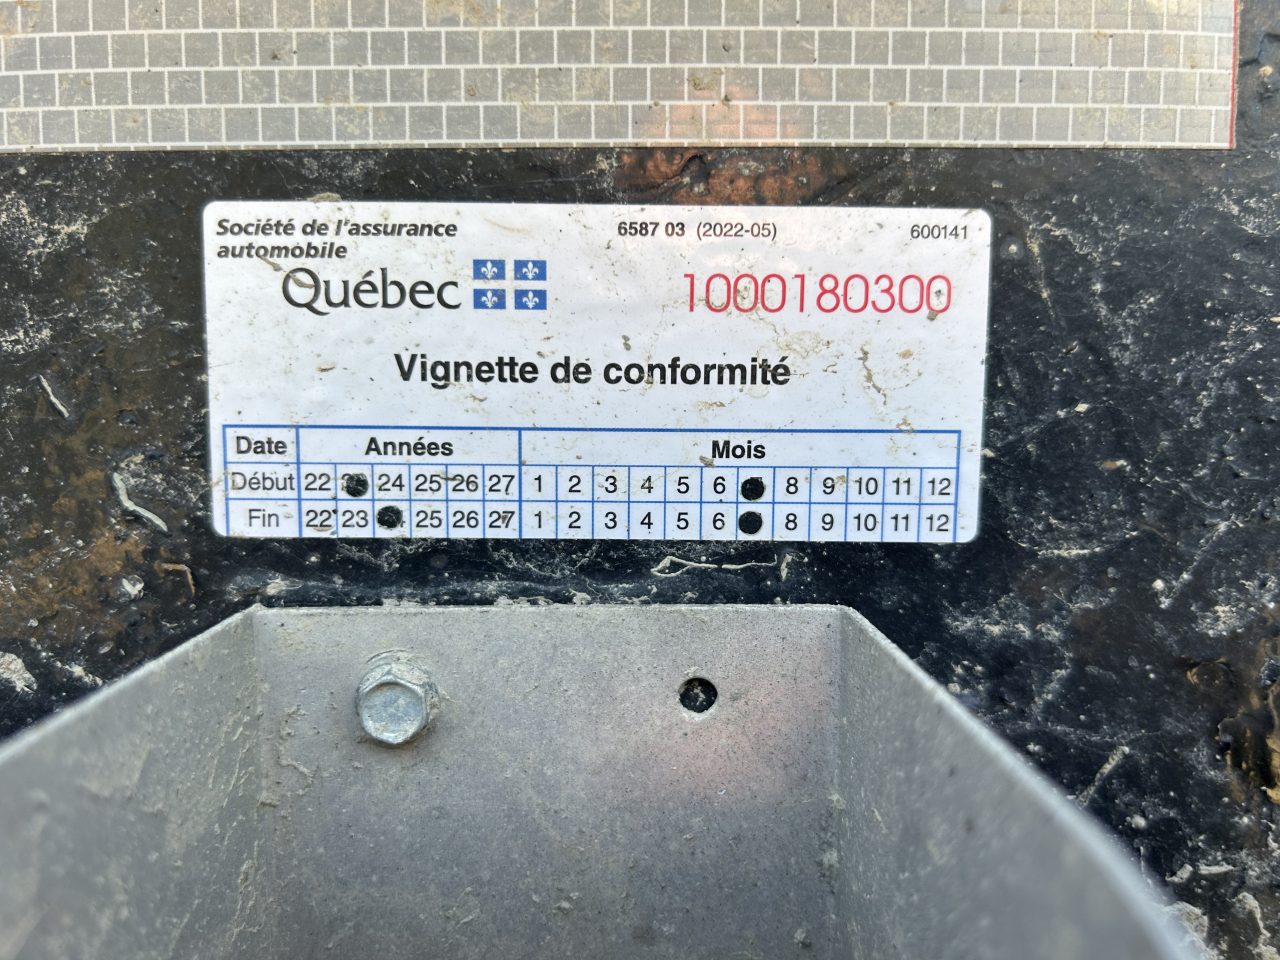 Société de l'assurance
automobile
Québec
6587 03 (2022-05)
600141
1000180300
Vignette de conformité
Date Années Mois
Début 22 24 25 26 27 1 2 3 4 5 6 8 9 10 11 12
Fin 22 23 25 26 27 1 2 3 4 5 6 8 9 10 11 12